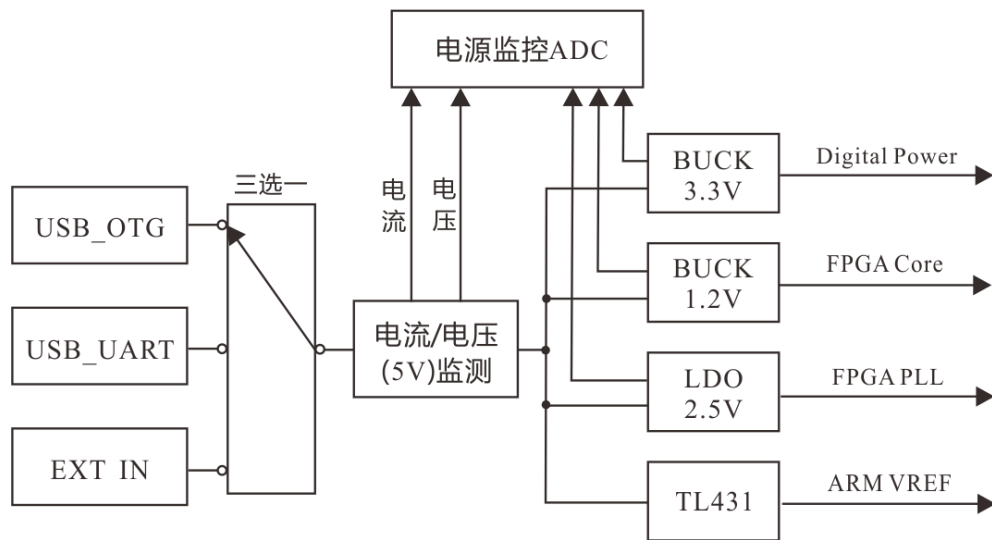 电源监控ADC
电流
电压
三选一
USB_OTG
USB_UART
EXT IN
电流/电压
(5V)监测
BUCK
3.3V
Digital Power
BUCK
1.2V
FPGA Core
LDO
2.5V
FPGA PLL
TL431
ARM VREF